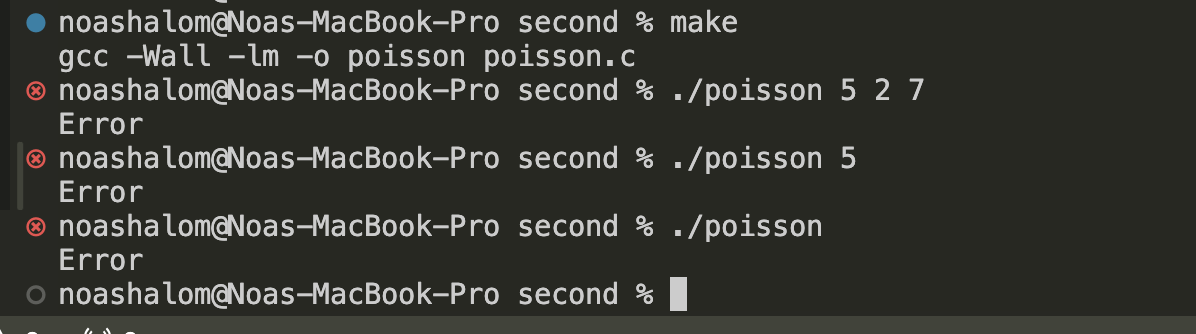 noashalom@Noas-MacBook-Pro second % make
gcc -Wall -lm -o poisson poisson.c
noashalom@Noas-MacBook-Pro second % ./poisson 5 2 7
Error
noashalom@Noas-MacBook-Pro second % ./poisson 5
Error
noashalom@Noas-MacBook-Pro second % ./poisson
Error
noashalom@Noas-MacBook-Pro second %